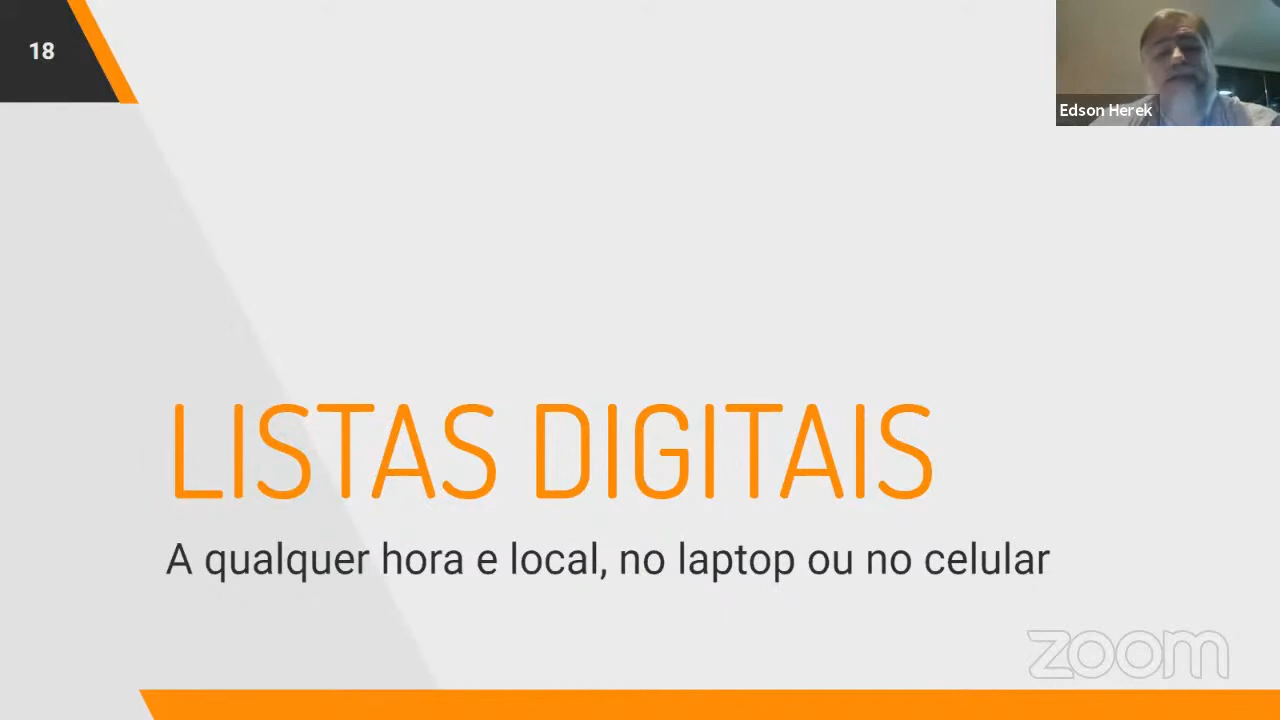 18
Edson Herek
LISTAS DIGITAIS
A qualquer hora e local, no laptop ou no celular
zoom